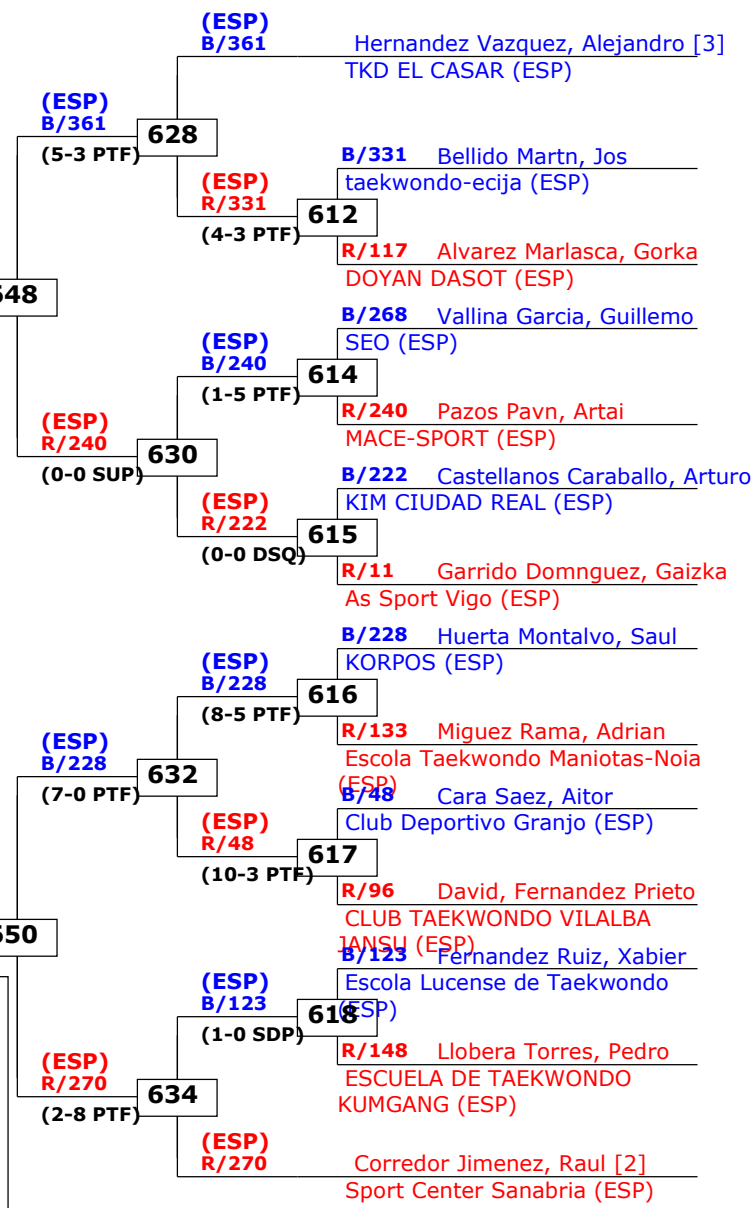 (ESP)
B/361
Hernandez Vazquez, Alejandro [3]
TKD EL CASAR (ESP)
(ESP)
B/361
628
(5-3 PTF)
B/331 Bellido Martn, Jos
taekwondo-ecija (ESP)
(ESP)
R/331
612
(4-3 PTF)
R/117 Alvarez Marlasca, Gorka
DOYAN DASOT (ESP)
B/268 Vallina Garcia, Guillemo
SEO (ESP)
(ESP)
B/240
614
(1-5 PTF)
R/240 Pazos Pavn, Artai
MACE-SPORT (ESP)
(ESP)
R/240
630
(0-0 SUP)
B/222 Castellanos Caraballo, Arturo
KIM CIUDAD REAL (ESP)
(ESP)
R/222
615
(0-0 DSQ)
R/11 Garrido Domnguez, Gaizka
As Sport Vigo (ESP)
B/228 Huerta Montalvo, Saul
KORPOS (ESP)
(ESP)
B/228
616
(8-5 PTF)
R/133 Miguez Rama, Adrian
Escola Taekwondo Maniotas-Noia
(ESP)
(ESP)
B/228
632
(7-0 PTF)
B/48 Cara Saez, Aitor
Club Deportivo Granjo (ESP)
(ESP)
R/48
617
(10-3 PTF)
R/96 David, Fernandez Prieto
CLUB TAEKWONDO VILALBA
JANSU (ESP)
B/123 Fernandez Ruiz, Xabier
Escola Lucense de Taekwondo
(ESP)
(ESP)
B/123
618
(1-0 SDP)
R/148 Llobera Torres, Pedro
ESCUELA DE TAEKWONDO
KUMGANG (ESP)
(ESP)
R/270
634
(2-8 PTF)
(ESP)
R/270
Corredor Jimenez, Raul [2]
Sport Center Sanabria (ESP)